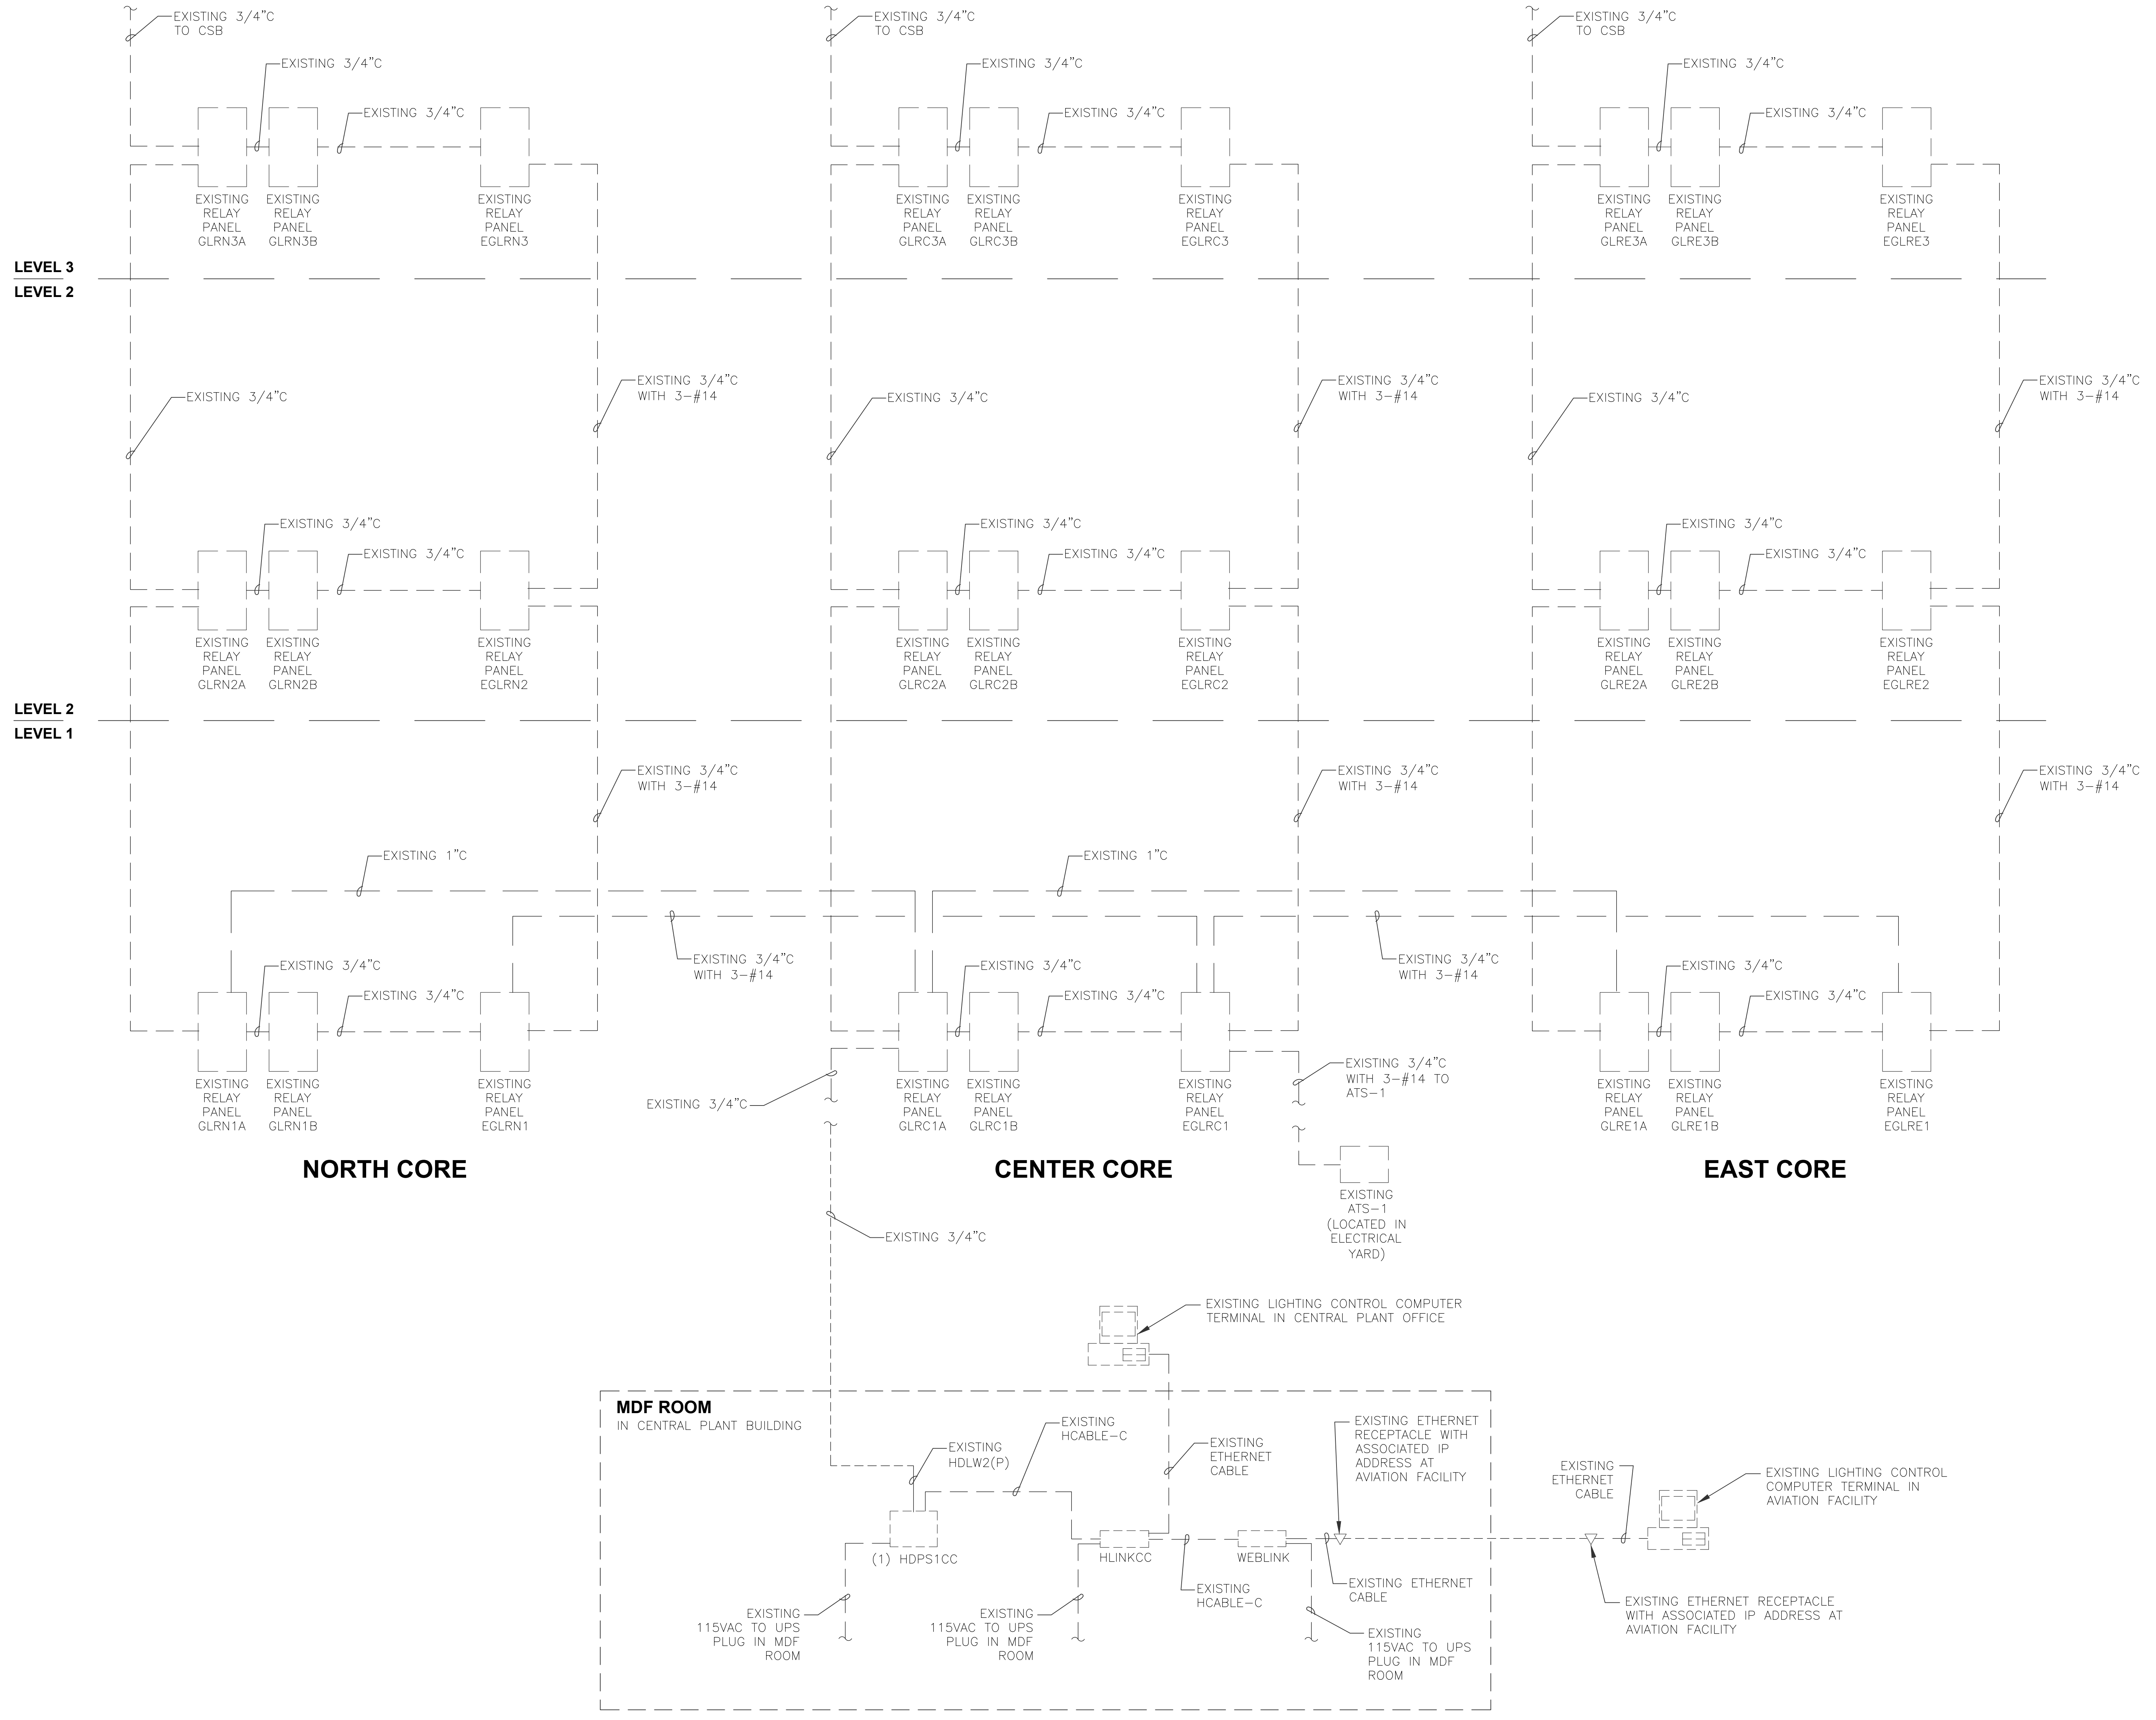 EXISTING 3/4"C
TO CSB
EXISTING 3/4"C
TO CSB
EXISTING 3/4"C
TO CSB
EXISTING 3/4"C
EXISTING 3/4"C
EXISTING 3/4"C
EXISTING 3/4"C
EXISTING 3/4"C
EXISTING 3/4"C
EXISTING
RELAY
PANEL
GLRN3A
EXISTING
RELAY
PANEL
GLRN3B
EXISTING
RELAY
PANEL
EGLRN3
EXISTING
RELAY
PANEL
GLRC3A
EXISTING
RELAY
PANEL
GLRC3B
EXISTING
RELAY
PANEL
EGLRC3
EXISTING
RELAY
PANEL
GLRE3A
EXISTING
RELAY
PANEL
GLRE3B
EXISTING
RELAY
PANEL
EGLRE3
LEVEL 3
LEVEL 2
EXISTING 3/4"C
EXISTING 3/4"C
WITH 3-#14
EXISTING 3/4"C
EXISTING 3/4"C
WITH 3-#14
EXISTING 3/4"C
EXISTING 3/4"C
WITH 3-#14
EXISTING 3/4"C
EXISTING 3/4"C
EXISTING 3/4"C
EXISTING 3/4"C
EXISTING 3/4"C
EXISTING 3/4"C
EXISTING
RELAY
PANEL
GLRN2A
EXISTING
RELAY
PANEL
GLRN2B
EXISTING
RELAY
PANEL
EGLRN2
EXISTING
RELAY
PANEL
GLRC2A
EXISTING
RELAY
PANEL
GLRC2B
EXISTING
RELAY
PANEL
EGLRC2
EXISTING
RELAY
PANEL
GLRE2A
EXISTING
RELAY
PANEL
GLRE2B
EXISTING
RELAY
PANEL
EGLRE2
LEVEL 2
LEVEL 1
EXISTING 3/4"C
WITH 3-#14
EXISTING 3/4"C
WITH 3-#14
EXISTING 3/4"C
WITH 3-#14
EXISTING 1"C
EXISTING 1"C
EXISTING 3/4"C
EXISTING 3/4"C
EXISTING 3/4"C
WITH 3-#14
EXISTING 3/4"C
EXISTING 3/4"C
EXISTING 3/4"C
WITH 3-#14
EXISTING 3/4"C
EXISTING 3/4"C
EXISTING
RELAY
PANEL
GLRN1A
EXISTING
RELAY
PANEL
GLRN1B
EXISTING
RELAY
PANEL
EGLRN1
EXISTING 3/4"C
EXISTING
RELAY
PANEL
GLRC1A
EXISTING
RELAY
PANEL
GLRC1B
EXISTING
RELAY
PANEL
EGLRC1
EXISTING 3/4"C
WITH 3-#14 TO
ATS-1
EXISTING
RELAY
PANEL
GLRE1A
EXISTING
RELAY
PANEL
GLRE1B
EXISTING
RELAY
PANEL
EGLRE1
NORTH CORE
CENTER CORE
EAST CORE
EXISTING
ATS-1
(LOCATED IN
ELECTRICAL
YARD)
EXISTING 3/4"C
EXISTING LIGHTING CONTROL COMPUTER
TERMINAL IN CENTRAL PLANT OFFICE
MDF ROOM
IN CENTRAL PLANT BUILDING
EXISTING
HDLW2(P)
EXISTING
HCABLE-C
EXISTING
ETHERNET
CABLE
EXISTING ETHERNET
RECEPTACLE WITH
ASSOCIATED IP
ADDRESS AT
AVIATION FACILITY
EXISTING
ETHERNET
CABLE
EXISTING LIGHTING CONTROL
COMPUTER TERMINAL IN
AVIATION FACILITY
(1) HDPS1CC
HLINKCC
WEBLINK
EXISTING
115VAC TO UPS
PLUG IN MDF
ROOM
EXISTING
115VAC TO UPS
PLUG IN MDF
ROOM
EXISTING
HCABLE-C
EXISTING ETHERNET
CABLE
EXISTING
115VAC TO UPS
PLUG IN MDF
ROOM
EXISTING ETHERNET RECEPTACLE
WITH ASSOCIATED IP ADDRESS AT
AVIATION FACILITY